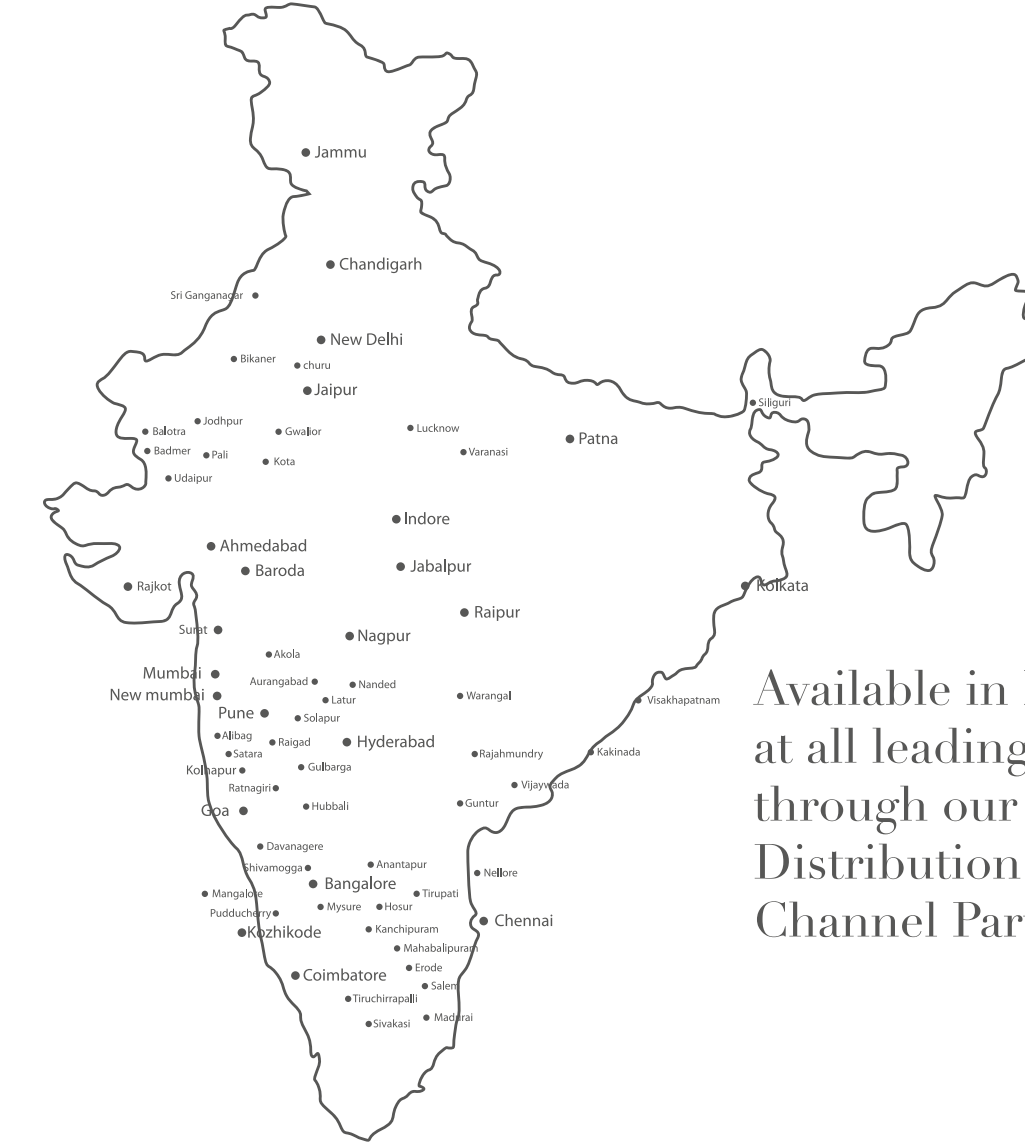 Jammu
Chandigarh
Sri Ganganagar
New Delhi
Bikaner
churu
Jaipur
Siliguri
Jodhpur
Balotra
Gwalior
Lucknow
Patna
Badmer
Pali
Varanasi
Kota
Udaipur
Indore
Ahmedabad
Baroda
Jabalpur
Rajkot
Kolkata
Raipur
Surat
Nagpur
Akola
Mumbai
Aurangabad
Nanded
New mumbai
Latur
Warangal
Visakhapatnam
Pune
Solapur
Alibag
Raigad
Hyderabad
Satara
Rajahmundry
Kakinada
Kolhapur
Gulbarga
Ratnagiri
Vijaywada
Goa
Hubbali
Guntur
Davanagere
Shivamogga
Anantapur
Nellore
Bangalore
Mangalore
Tirupati
Mysure
Hosur
Pudducherry
Chennai
Kozhikode
Kanchipuram
Mahabalipuram
Coimbatore
Erode
Salem
Tiruchirrapalli
Sivakasi
Madurai
Available in
at all leading
through our
Distribution
Channel Par